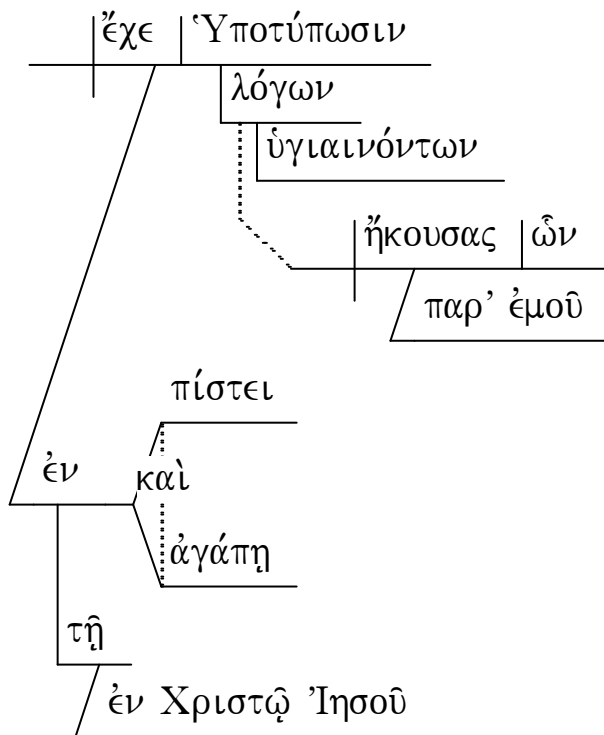 ἔχε Ὑποτύπωσιν
λόγων
ὑγιαινόντων
ἤκουσας ὧν
παρ’ ἐμοῦ
πίστει
ἐν καὶ
ἀγάπῃ
τῇ
ἐν Χριστῷ Ἰησοῦ